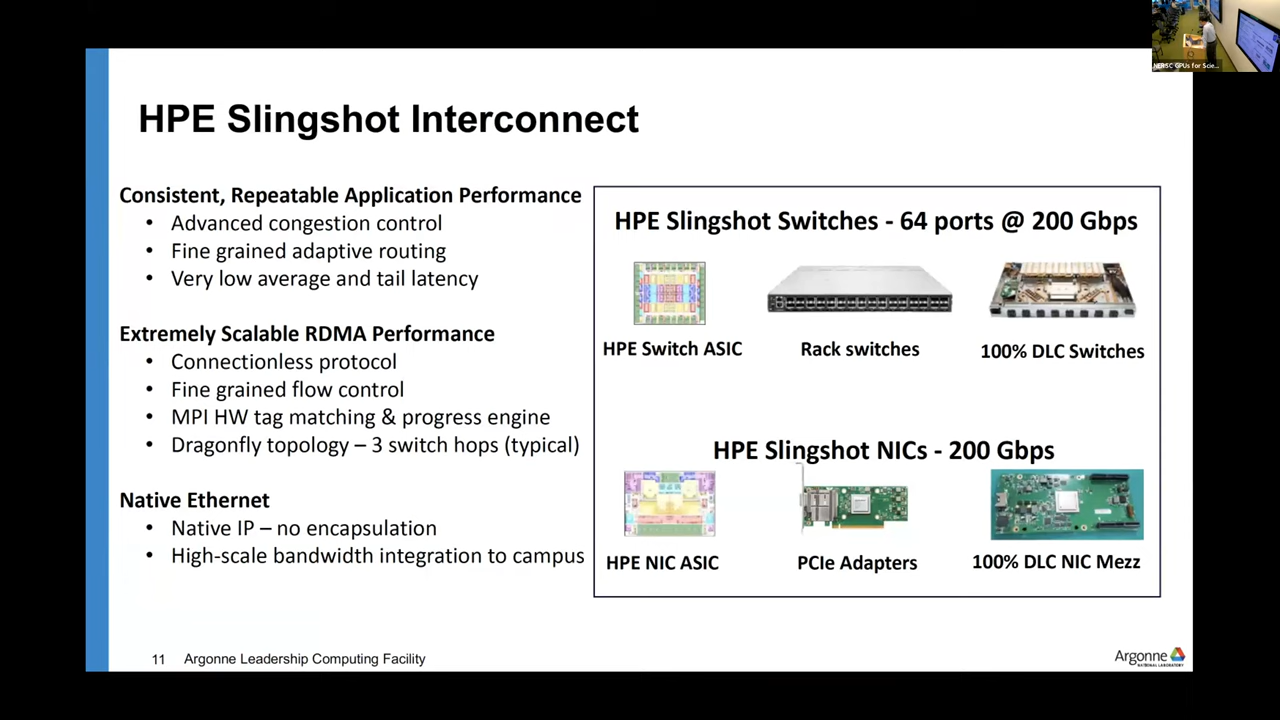 NERSC GPUs for Scie...
HPE Slingshot Interconnect
Consistent, Repeatable Application Performance
• Advanced congestion control
• Fine grained adaptive routing
• Very low average and tail latency
Extremely Scalable RDMA Performance
• Connectionless protocol
• Fine grained flow control
• MPI HW tag matching & progress engine
• Dragonfly topology – 3 switch hops (typical)
Native Ethernet
• Native IP – no encapsulation
• High-scale bandwidth integration to campus
HPE Slingshot Switches - 64 ports @ 200 Gbps
HPE Switch ASIC
Rack switches
100% DLC Switches
HPE Slingshot NICs - 200 Gbps
HPE NIC ASIC
PCIe Adapters
100% DLC NIC Mezz
11 Argonne Leadership Computing Facility
Argonne
NATIONAL LABORATORY